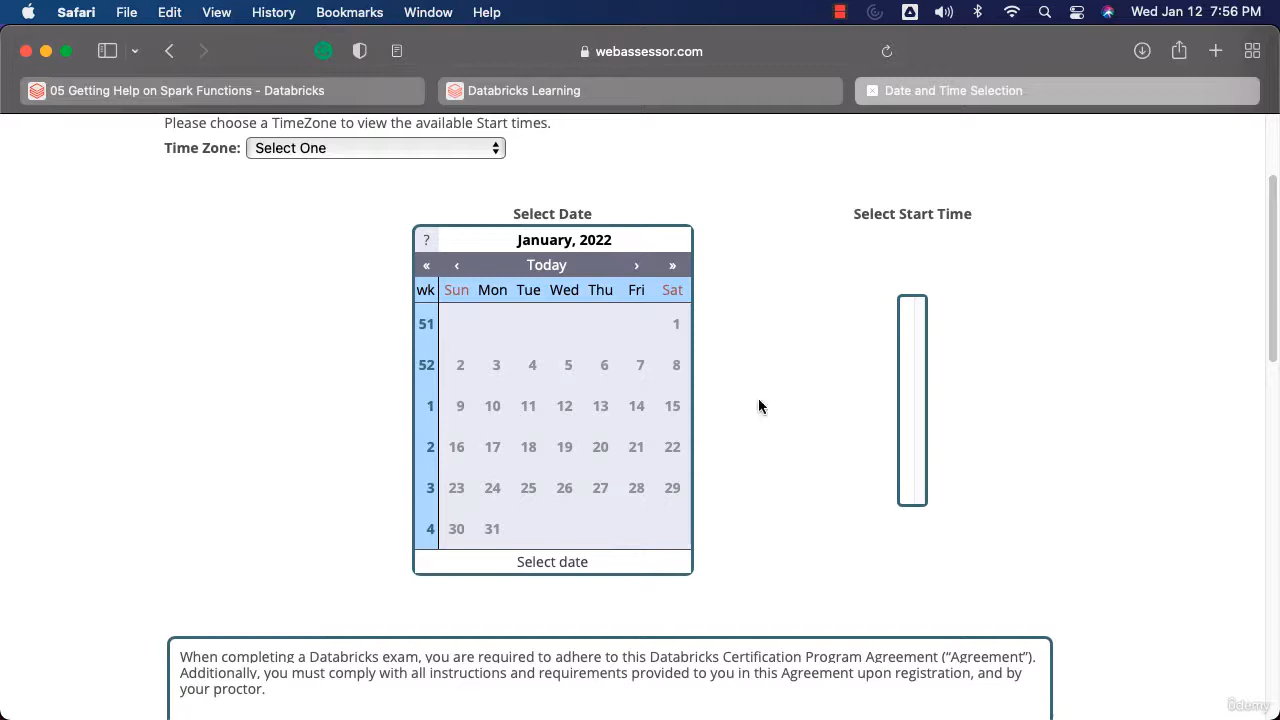 Safari File Edit View History Bookmarks Window Help Wed Jan 12 7:56 PM
webassessor.com
05 Getting Help on Spark Functions - Databricks Databricks Learning Date and Time Selection
Please choose a TimeZone to view the available Start times.
Time Zone: Select One
Select Date Select Start Time
? January, 2022
« ‹ Today › »
wk Sun Mon Tue Wed Thu Fri Sat
51 1
52 2 3 4 5 6 7 8
1 9 10 11 12 13 14 15
2 16 17 18 19 20 21 22
3 23 24 25 26 27 28 29
4 30 31
Select date
When completing a Databricks exam, you are required to adhere to this Databricks Certification Program Agreement (“Agreement”).
Additionally, you must comply with all instructions and requirements provided to you in this Agreement upon registration, and by
your proctor.
ûdemy